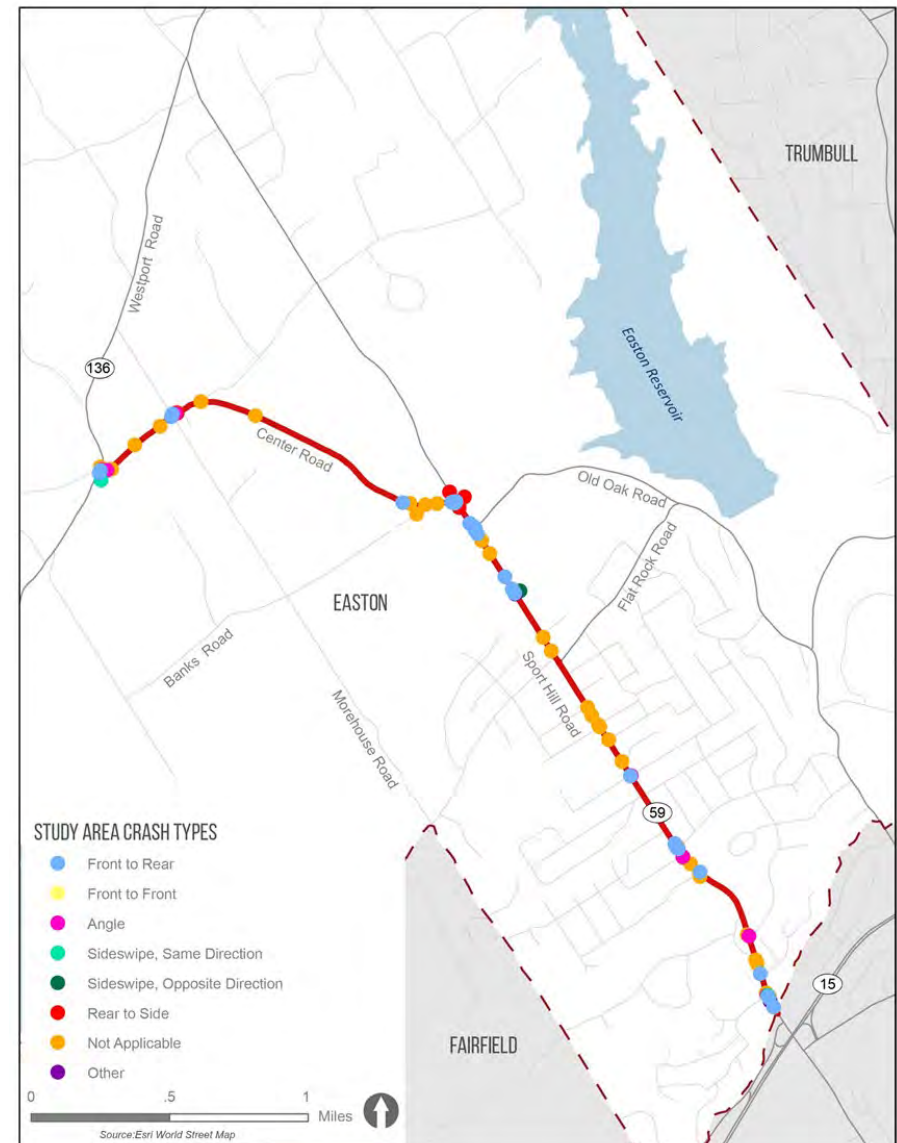 TRUMBULL
Westport Road
Easton Reservoir
136
Center Road
Old Oak Road
Flat Rock Road
EASTON
Banks Road
Sport Hill Road
Morehouse Road
59
STUDY AREA CRASH TYPES
Front to Rear
Front to Front
Angle
Sideswipe, Same Direction
Sideswipe, Opposite Direction
Rear to Side
Not Applicable
Other
15
FAIRFIELD
0 .5 1
Miles
Source:Esri World Street Map